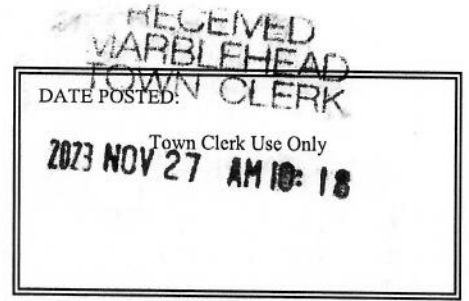 RECEIVED
MARBLEHEAD
TOWN CLERK
DATE POSTED:
Town Clerk Use Only
2023 NOV 27 AM 10: 18